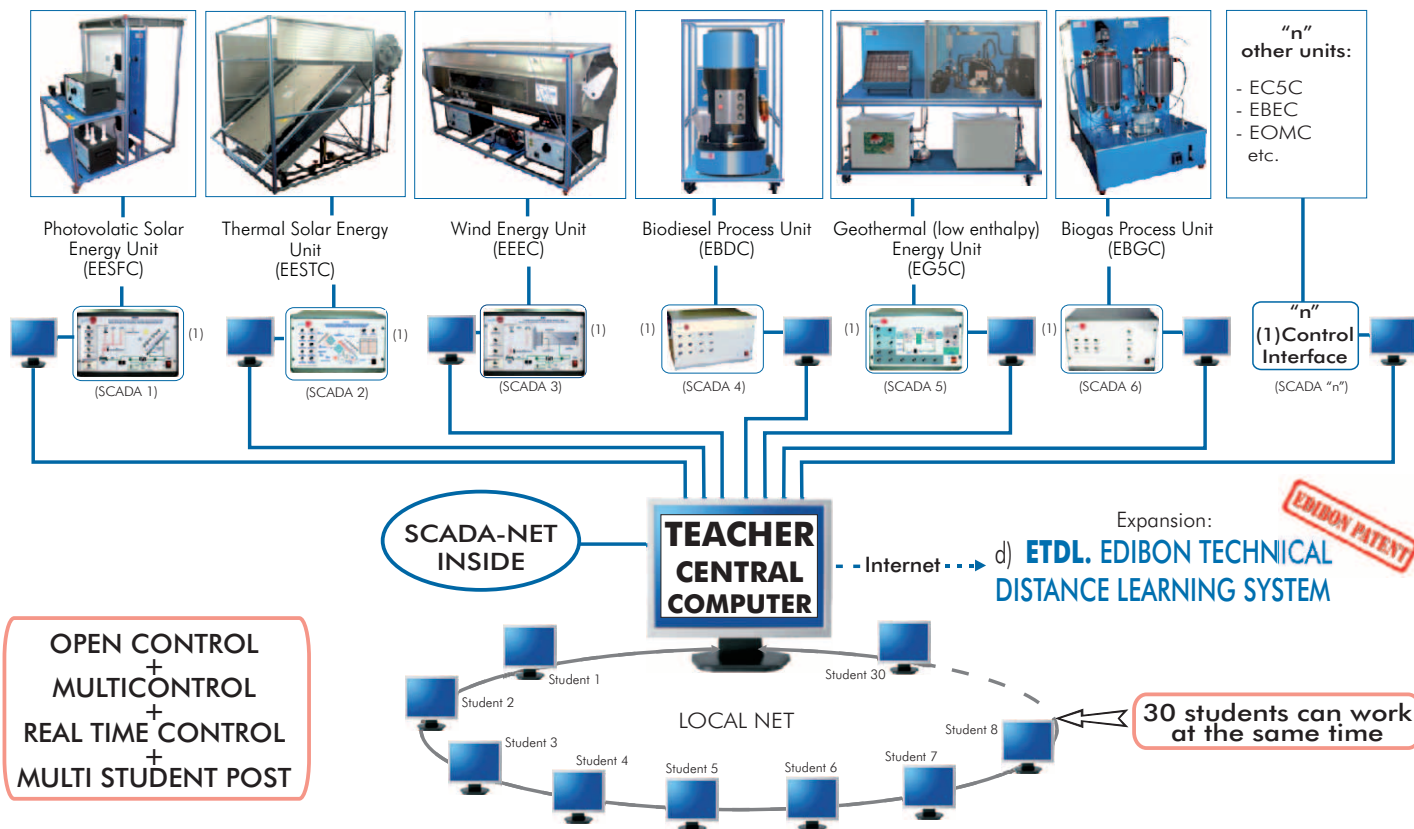 "n"
other units:
- EC5C
- EBEC
- EOMC
etc.
Photovolatic Solar
Energy Unit
(EESFC)
Thermal Solar Energy
Unit
(EESTC)
Wind Energy Unit
(EEEC)
Biodiesel Process Unit
(EBDC)
Geothermal (low enthalpy)
Energy Unit
(EG5C)
Biogas Process Unit
(EBGC)
(1)
(SCADA 1)
(1)
(SCADA 2)
(1)
(SCADA 3)
(1)
(SCADA 4)
(1)
(SCADA 5)
(1)
(SCADA 6)
"n"
(1)Control
Interface
(SCADA "n")
SCADA-NET
INSIDE
TEACHER
CENTRAL
COMPUTER
Internet
Expansion:
d) ETDL. EDIBON TECHNICAL
DISTANCE LEARNING SYSTEM
EDIBON PATENT
OPEN CONTROL
+
MULTICONTROL
+
REAL TIME CONTROL
+
MULTI STUDENT POST
Student 1
Student 2
Student 3
Student 4
Student 5
Student 6
Student 7
Student 8
Student 30
LOCAL NET
30 students can work
at the same time